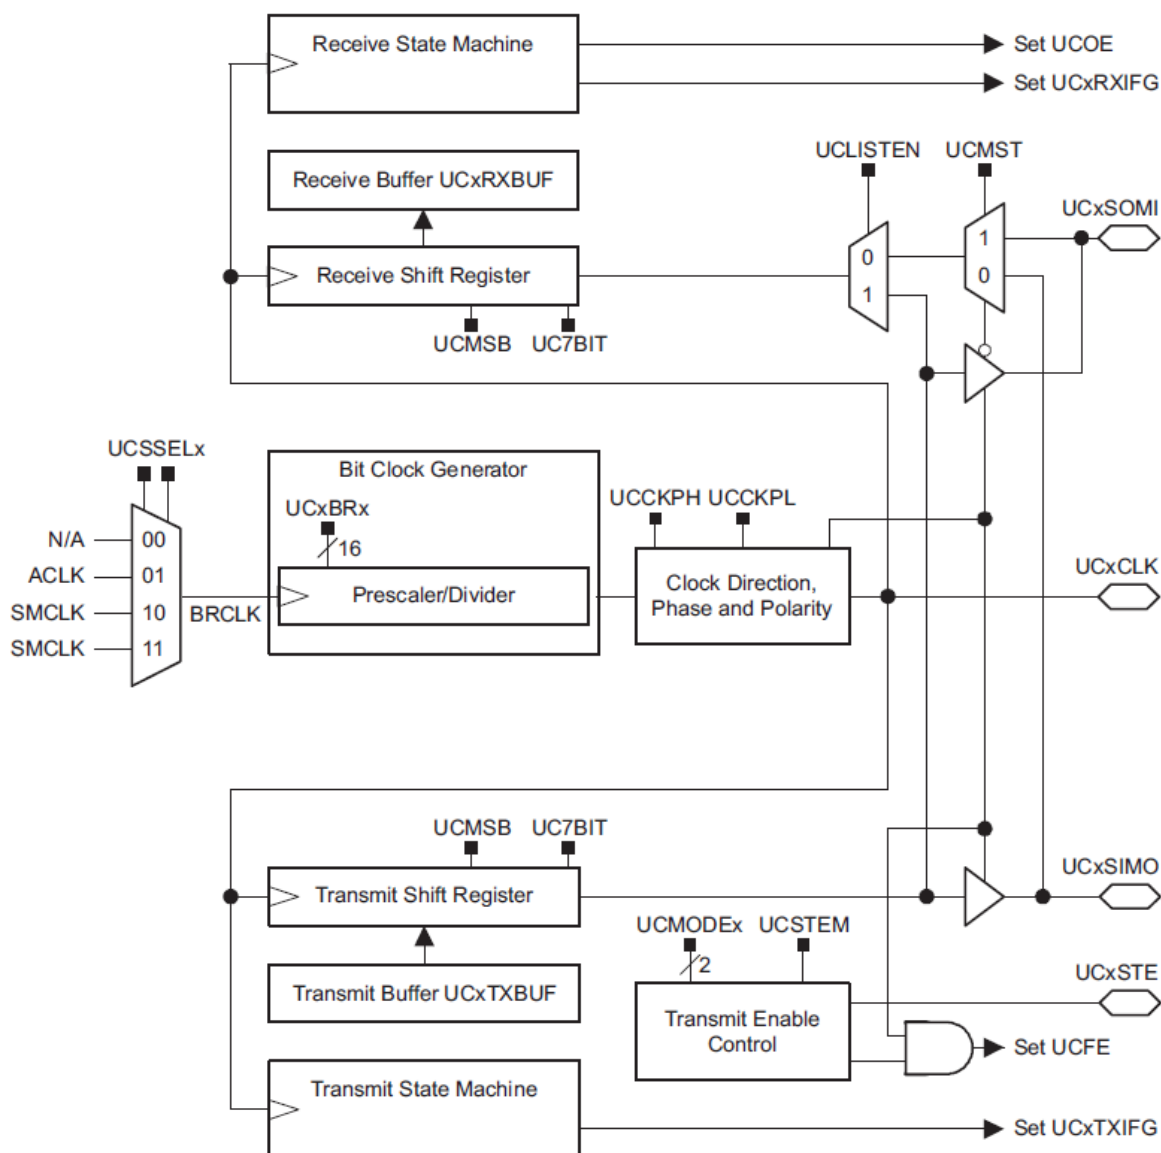 Receive State Machine
Set UCOE
Set UCxRXIFG
UCLISTEN
UCMST
Receive Buffer UCxRXBUF
UCxSOMI
1
0
0
1
Receive Shift Register
UCMSB
UC7BIT
UCSSELx
Bit Clock Generator
UCxBRx
16
UCCKPH
UCCKPL
N/A
00
ACLK
01
SMCLK
10
SMCLK
11
BRCLK
Prescaler/Divider
Clock Direction,
Phase and Polarity
UCxCLK
UCMSB
UC7BIT
Transmit Shift Register
UCxSIMO
UCMODEx
UCSTEM
2
Transmit Buffer UCxTXBUF
UCxSTE
Transmit Enable
Control
Set UCFE
Transmit State Machine
Set UCxTXIFG